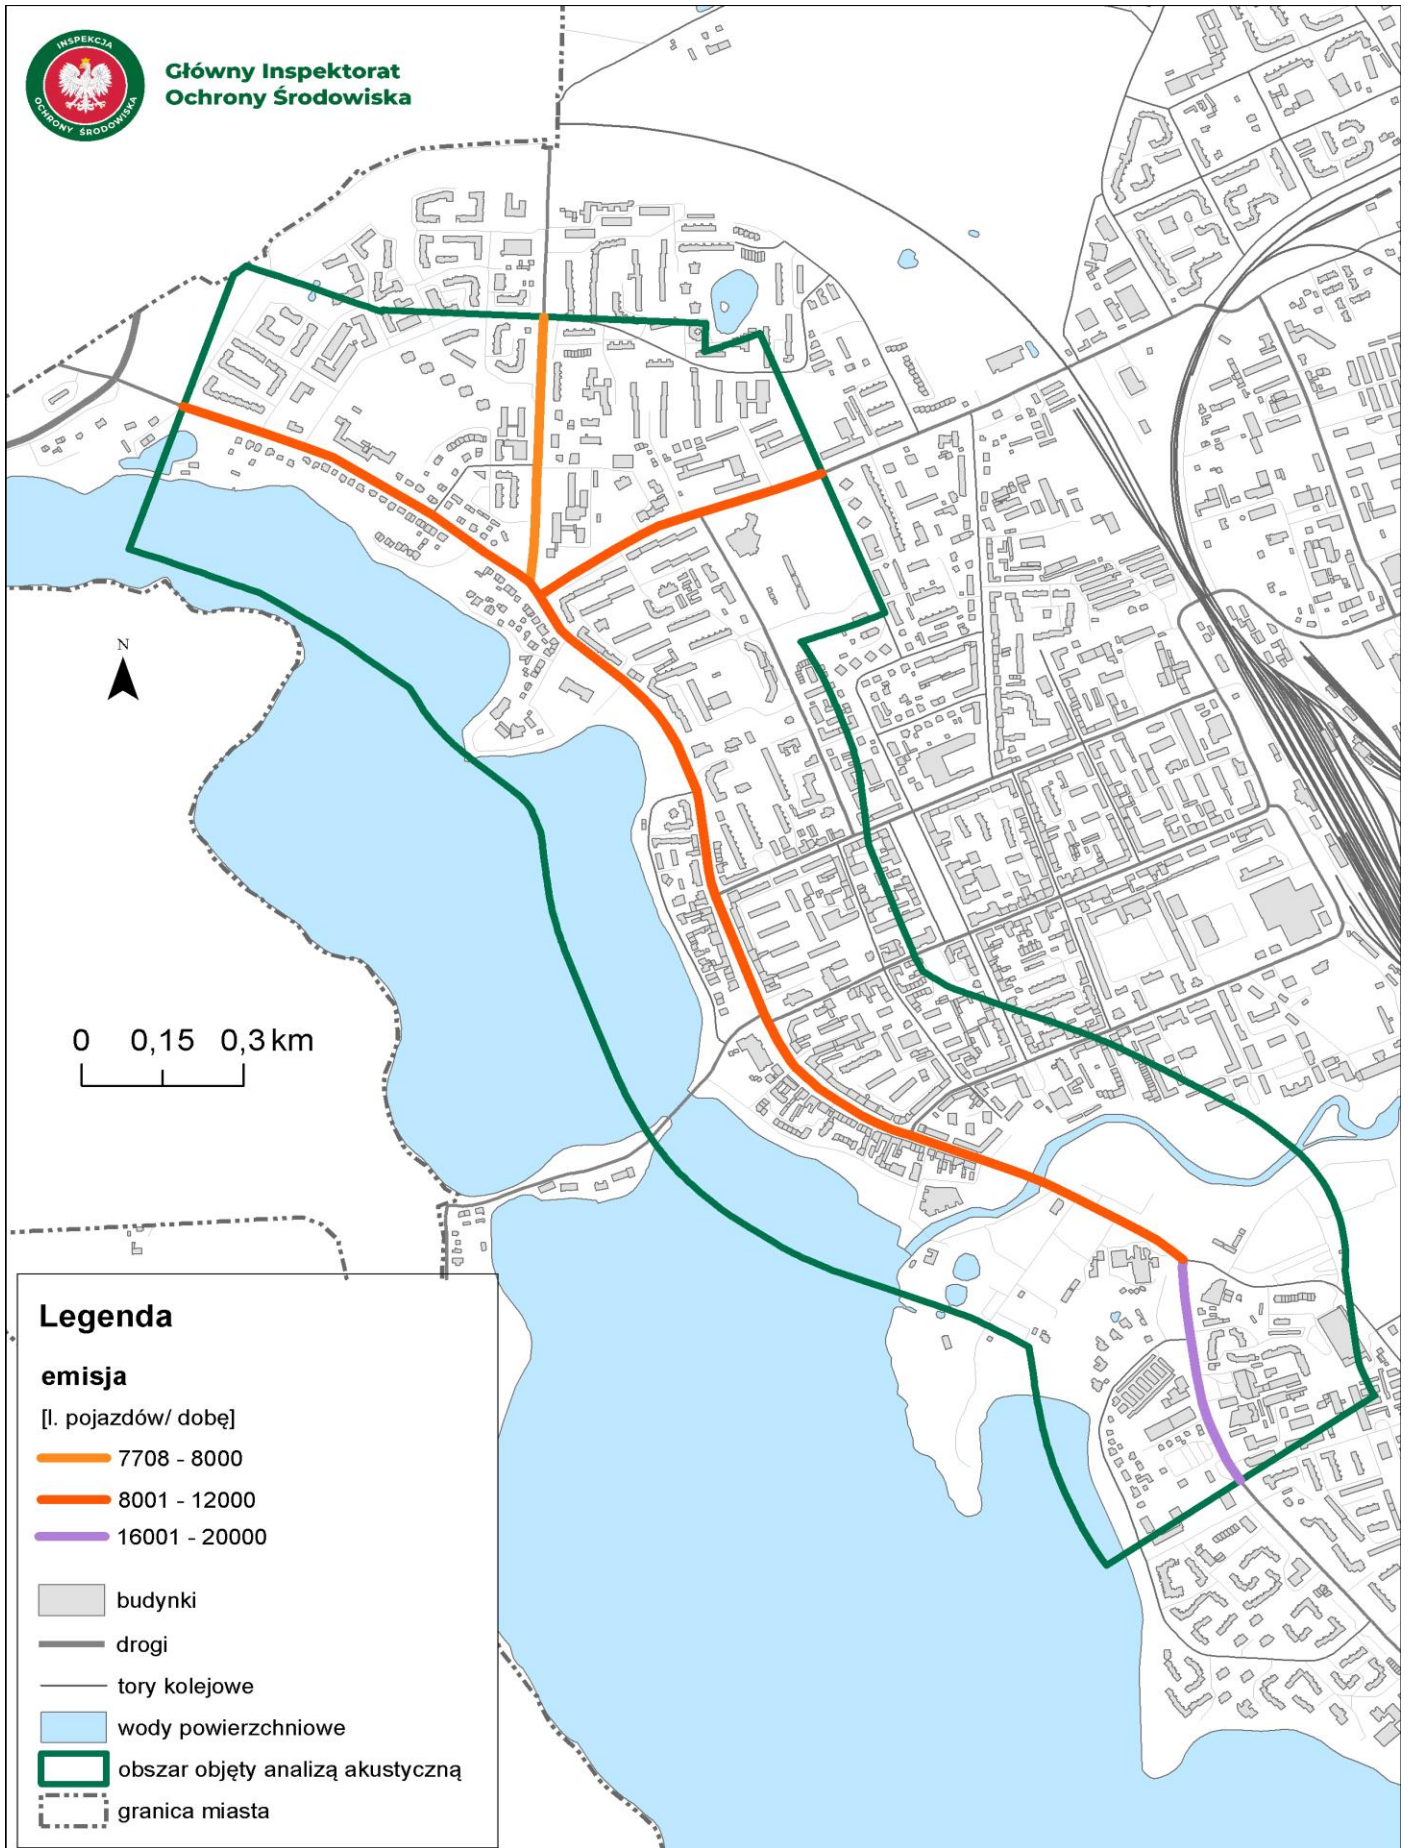 INSPEKCJA
OCHRONY ŚRODOWISKA
Główny Inspektorat
Ochrony Środowiska
N
0 0,15 0,3 km
Legenda
emisja
[l. pojazdów/ dobę]
7708 - 8000
8001 - 12000
16001 - 20000
budynki
drogi
tory kolejowe
wody powierzchniowe
obszar objęty analizą akustyczną
granica miasta